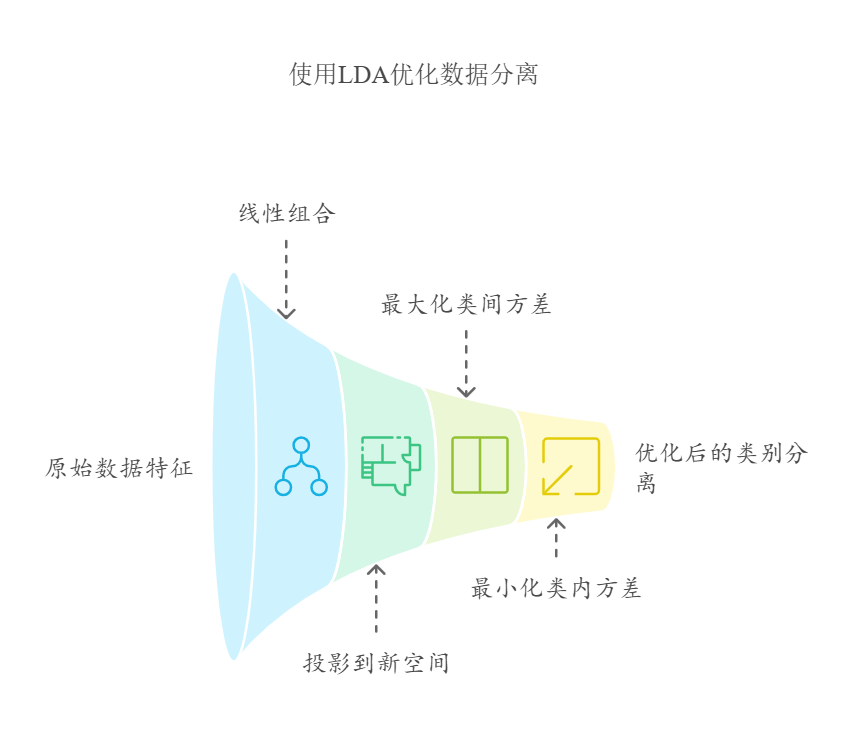 使用LDA优化数据分离
线性组合
最大化类间方差
原始数据特征
优化后的类别分
离
最小化类内方差
投影到新空间